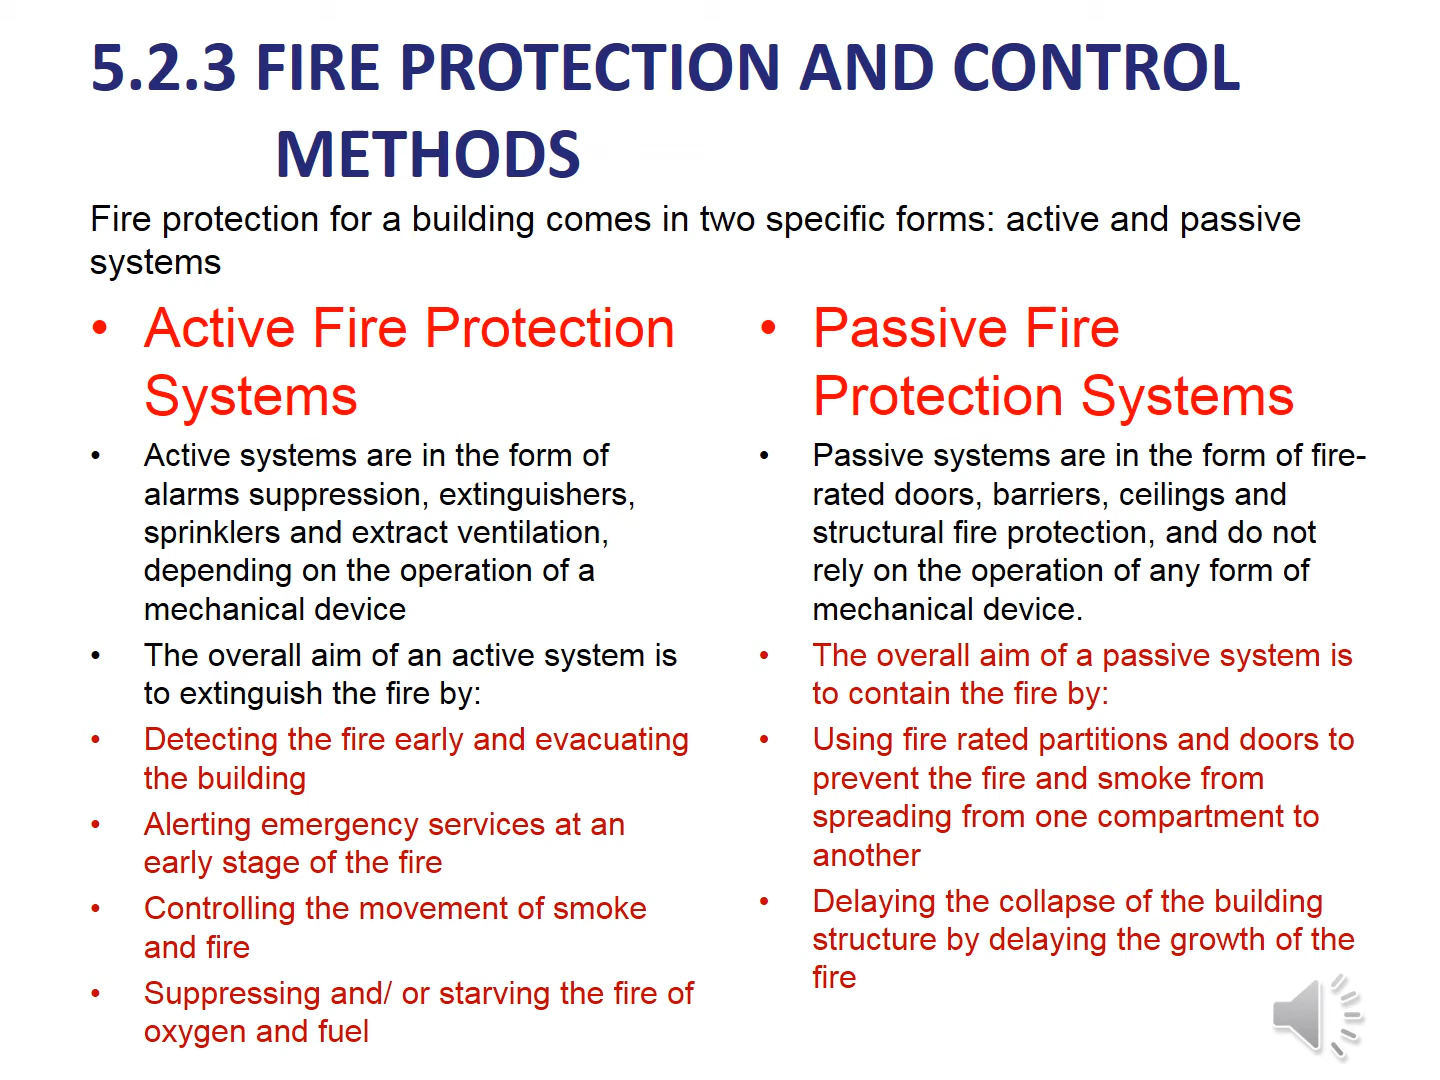 5.2.3 FIRE PROTECTION AND CONTROL
METHODS
Fire protection for a building comes in two specific forms: active and passive
systems
• Active Fire Protection
Systems
• Active systems are in the form of
alarms suppression, extinguishers,
sprinklers and extract ventilation,
depending on the operation of a
mechanical device
• The overall aim of an active system is
to extinguish the fire by:
• Detecting the fire early and evacuating
the building
• Alerting emergency services at an
early stage of the fire
• Controlling the movement of smoke
and fire
• Suppressing and/ or starving the fire of
oxygen and fuel
• Passive Fire
Protection Systems
• Passive systems are in the form of fire-
rated doors, barriers, ceilings and
structural fire protection, and do not
rely on the operation of any form of
mechanical device.
• The overall aim of a passive system is
to contain the fire by:
• Using fire rated partitions and doors to
prevent the fire and smoke from
spreading from one compartment to
another
• Delaying the collapse of the building
structure by delaying the growth of the
fire